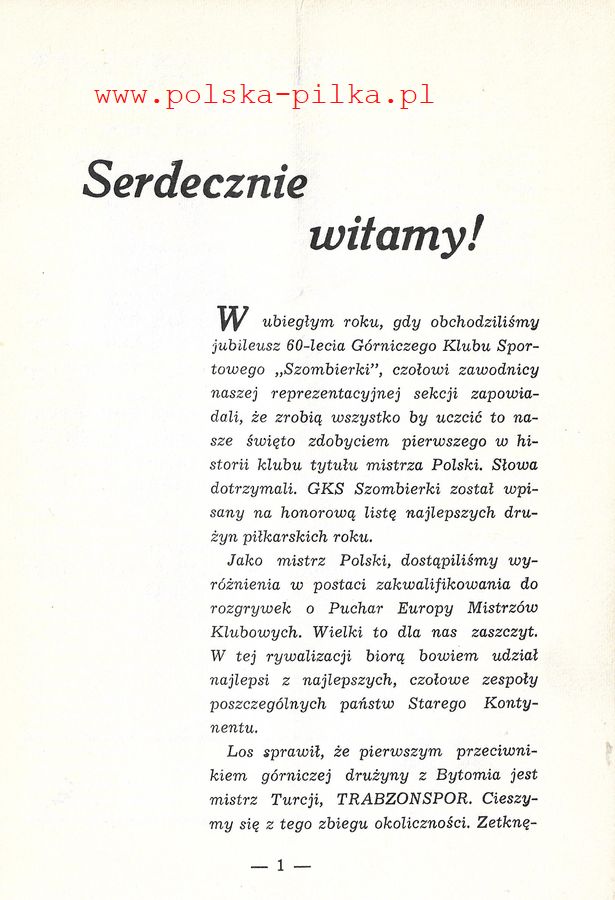 www.polska-pilka.pl
Serdecznie
witamy!
W ubiegłym roku, gdy obchodziliśmy
jubileusz 60-lecia Górniczego Klubu Spor-
towego „Szombierki”, czołowi zawodnicy
naszej reprezentacyjnej sekcji zapowia-
dali, że zrobią wszystko by uczcić to na-
sze święto zdobyciem pierwszego w hi-
storii klubu tytułu mistrza Polski. Słowa
dotrzymali. GKS Szombierki został wpi-
sany na honorową listę najlepszych dru-
żyn piłkarskich roku.
Jako mistrz Polski, dostąpiliśmy wy-
różnienia w postaci zakwalifikowania do
rozgrywek o Puchar Europy Mistrzów
Klubowych. Wielki to dla nas zaszczyt.
W tej rywalizacji biorą bowiem udział
najlepsi z najlepszych, czołowe zespoły
poszczególnych państw Starego Konty-
nentu.
Los sprawił, że pierwszym przeciwni-
kiem górniczej drużyny z Bytomia jest
mistrz Turcji, TRABZONSPOR. Cieszy-
my się z tego zbiegu okoliczności. Zetknę-
— 1 —